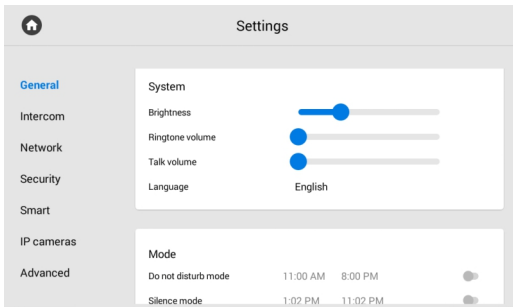 Settings
General
Intercom
Network
Security
Smart
IP cameras
Advanced
System
Brightness
Ringtone volume
Talk volume
Language English
Mode
Do not disturb mode 11:00 AM 8:00 PM
Silence mode 1:02 PM 11:02 PM